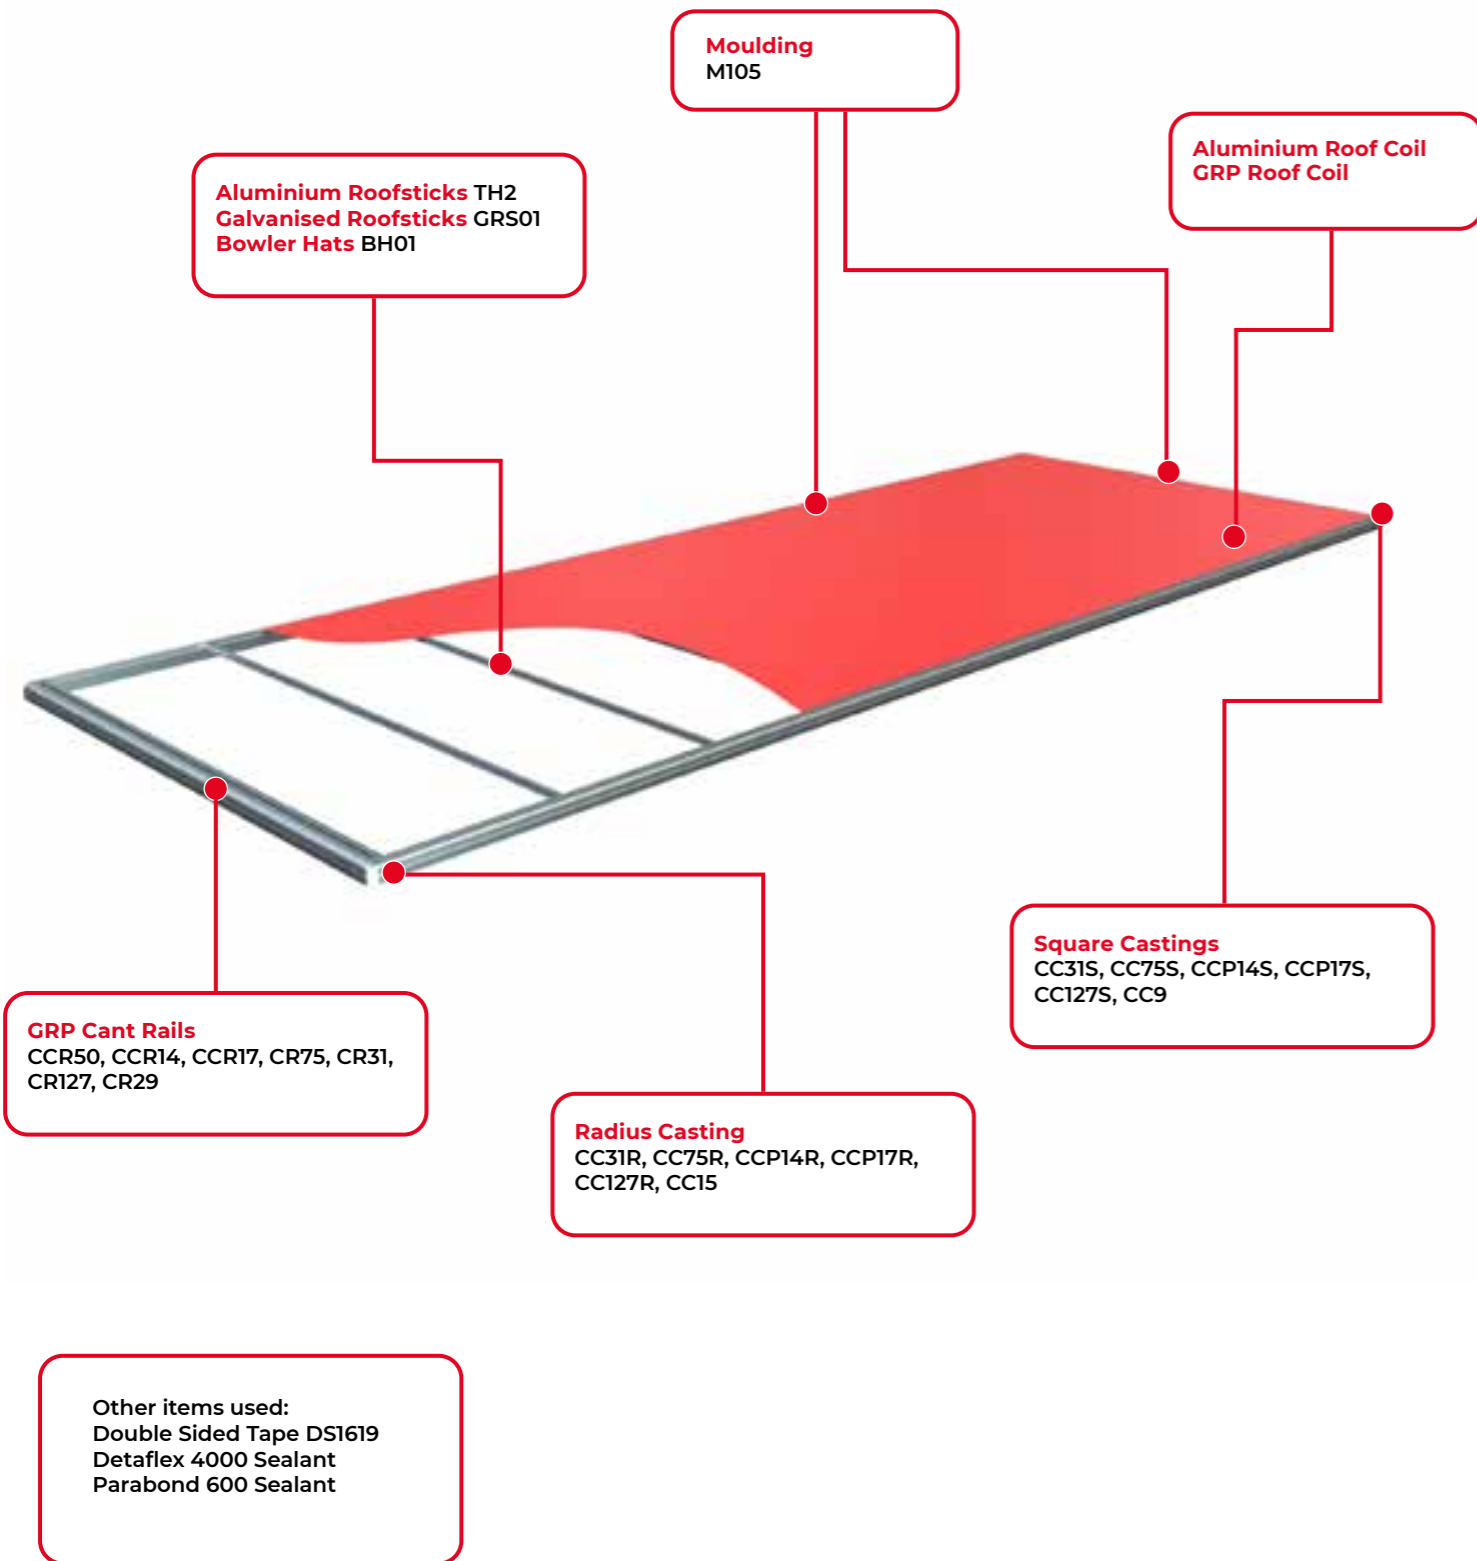 Moulding
M105
Aluminium Roof Coil
GRP Roof Coil
Aluminium Roofsticks TH2
Galvanised Roofsticks GRS01
Bowler Hats BH01
Square Castings
CC31S, CC75S, CCP14S, CCP17S,
CC127S, CC9
GRP Cant Rails
CCR50, CCR14, CCR17, CR75, CR31,
CR127, CR29
Radius Casting
CC31R, CC75R, CCP14R, CCP17R,
CC127R, CC15
Other items used:
Double Sided Tape DS1619
Detaflex 4000 Sealant
Parabond 600 Sealant